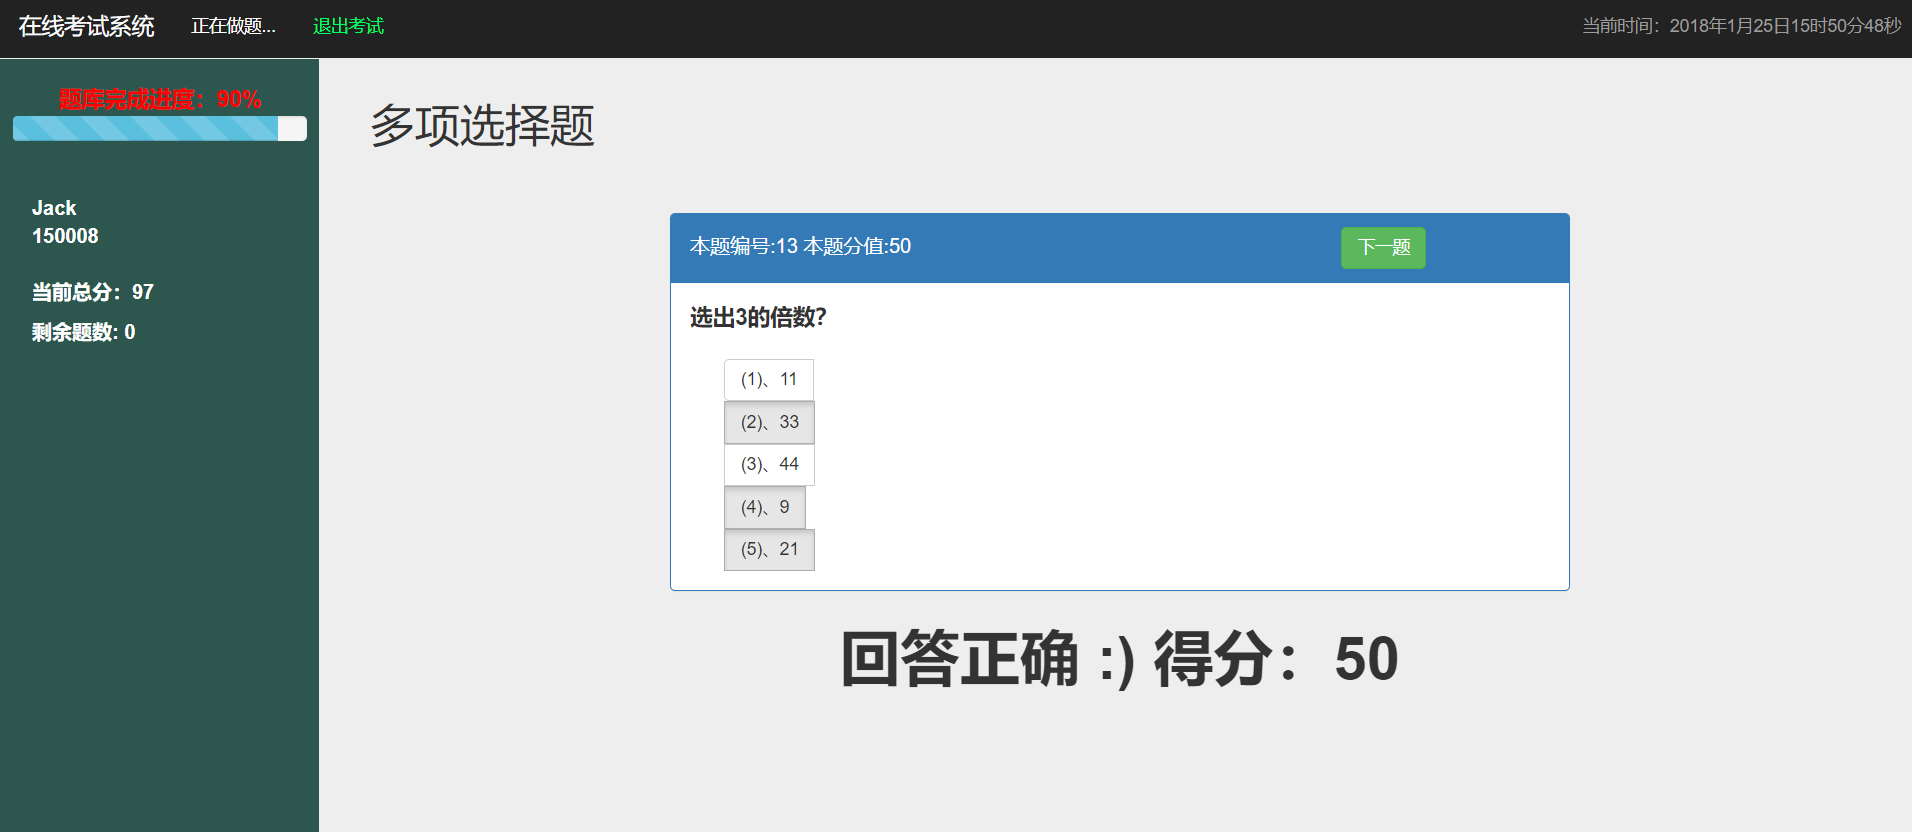 在线考试系统 正在做题... 退出考试 当前时间：2018年1月25日15时50分48秒
题库完成进度：90%
Jack
150008
当前总分：97
剩余题数: 0
多项选择题
本题编号:13 本题分值:50 下一题
选出3的倍数？
(1)、11
(2)、33
(3)、44
(4)、9
(5)、21
回答正确 :) 得分：50